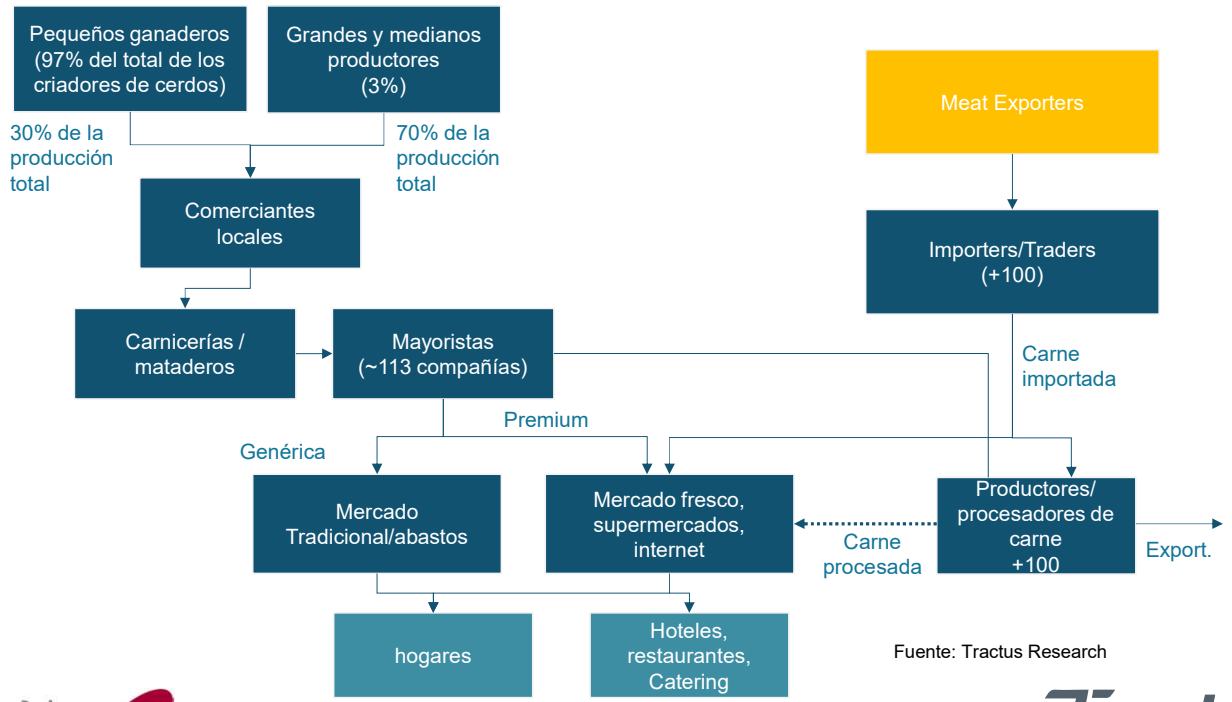 Pequeños ganaderos
(97% del total de los
criadores de cerdos)
Grandes y medianos
productores
(3%)
Meat Exporters
30% de la
producción
total
70% de la
producción
total
Comerciantes
locales
Importers/Traders
(+100)
Carnicerías /
mataderos
Mayoristas
(~113 compañías)
Carne
importada
Premium
Genérica
Mercado
Tradicional/abastos
Mercado fresco,
supermercados,
internet
Productores/
procesadores de
carne
+100
Carne
procesada
Export.
hogares
Hoteles,
restaurantes,
Catering
Fuente: Tractus Research